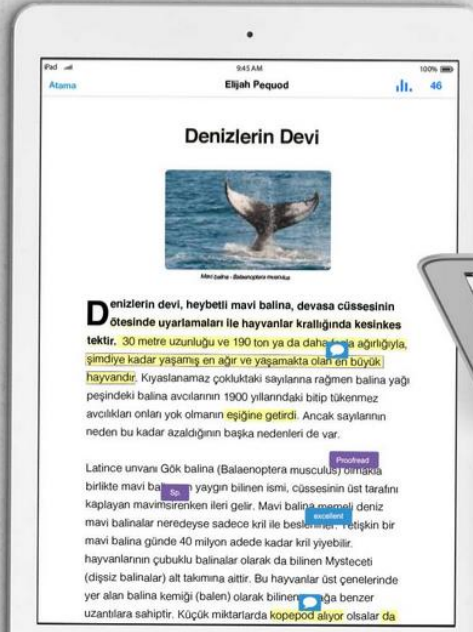 iPad
9:45 AM
100%
Atama
Elijah Pequod
46
Denizlerin Devi
Mavi balina - Balaenoptera musculus
Denizlerin devi, heybetli mavi balina, devasa cüssesinin
ötesinde uyarlamaları ile hayvanlar krallığında kesinkes
tektir. 30 metre uzunluğu ve 190 ton ya da daha fazla ağırlığıyla,
şimdiye kadar yaşamış en ağır ve yaşamakta olan en büyük
hayvandır. Kıyaslanamaz çokluktaki sayılarına rağmen balina yağı
peşindeki balina avcılarının 1900 yıllarındaki bitip tükenmez
avcılıkları onları yok olmanın eşiğine getirdi. Ancak sayılarının
neden bu kadar azaldığının başka nedenleri de var.
Proofread
Latince unvanı Gök balina (Balaenoptera musculus) olmakla
birlikte mavi yaygın bilinen ismi, cüssesinin üst tarafını
Sp.
kaplayan mavimsirenken ileri gelir. Mavi balina memeli deniz
excellent
mavi balinalar neredeyse sadece kril ile Yetişkin bir
mavi balina günde 40 milyon adede kadar kril yiyebilir.
hayvanlarının çubuklu balinalar olarak da bilinen Mysteceti
(dişsiz balinalar) alt takımına aittir. Bu hayvanlar üst çenelerinde
yer alan balina kemiği (balen) olarak bilinen benzer
uzantılara sahiptir. Küçük miktarlarda kopepod alıyor olsalar da